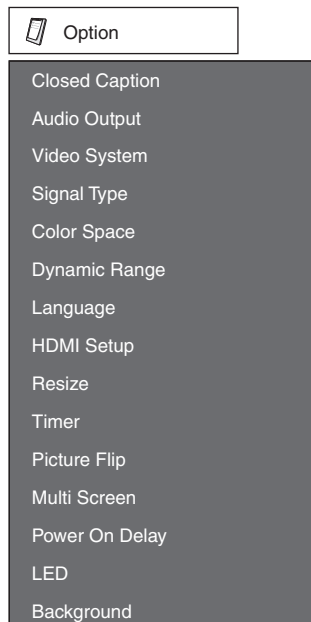 Option
Closed Caption
Audio Output
Video System
Signal Type
Color Space
Dynamic Range
Language
HDMI Setup
Resize
Timer
Picture Flip
Multi Screen
Power On Delay
LED
Background